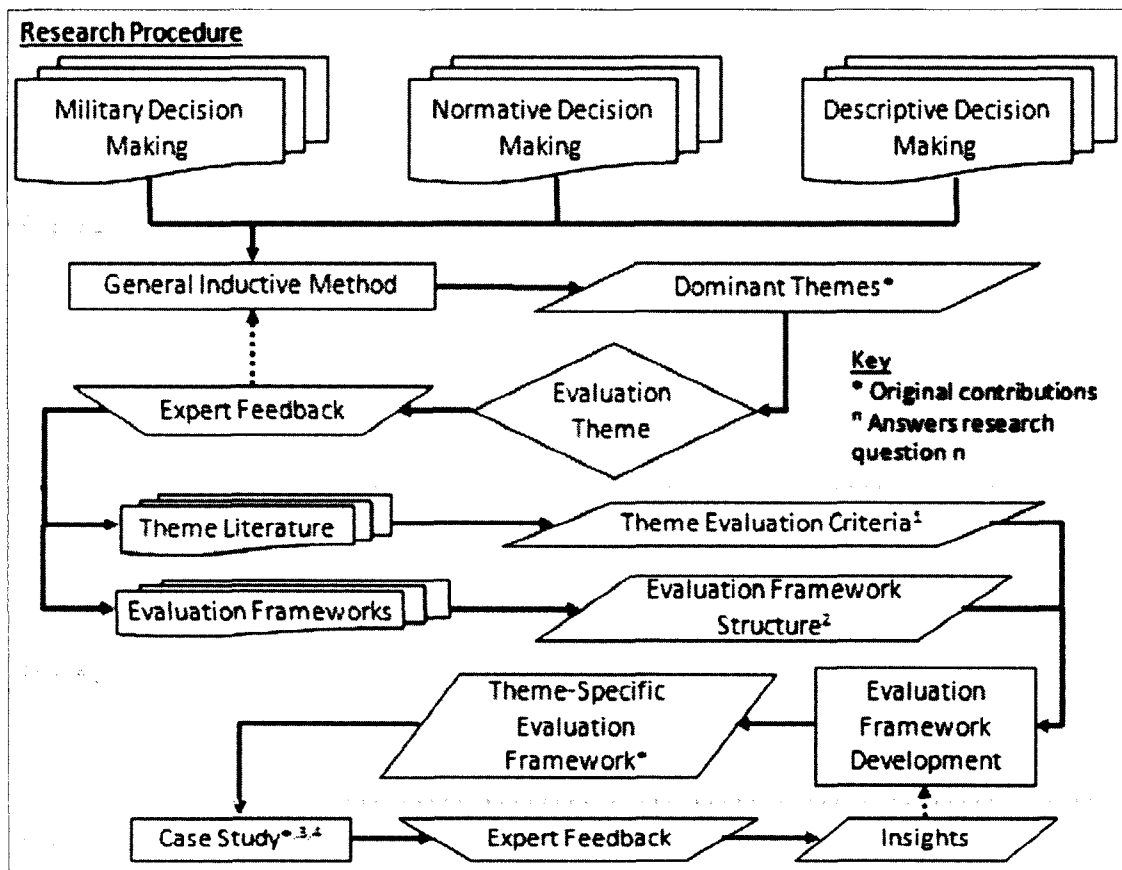 Research Procedure
Military Decision
Making
Normative Decision
Making
Descriptive Decision
Making
General Inductive Method
Dominant Themes*
Evaluation
Theme
Expert Feedback
Key
* Original contributions
ⁿ Answers research
question n
Theme Literature
Theme Evaluation Criteria¹
Evaluation Frameworks
Evaluation Framework
Structure²
Theme-Specific
Evaluation
Framework*
Evaluation
Framework
Development
Case Study*,3,4
Expert Feedback
Insights